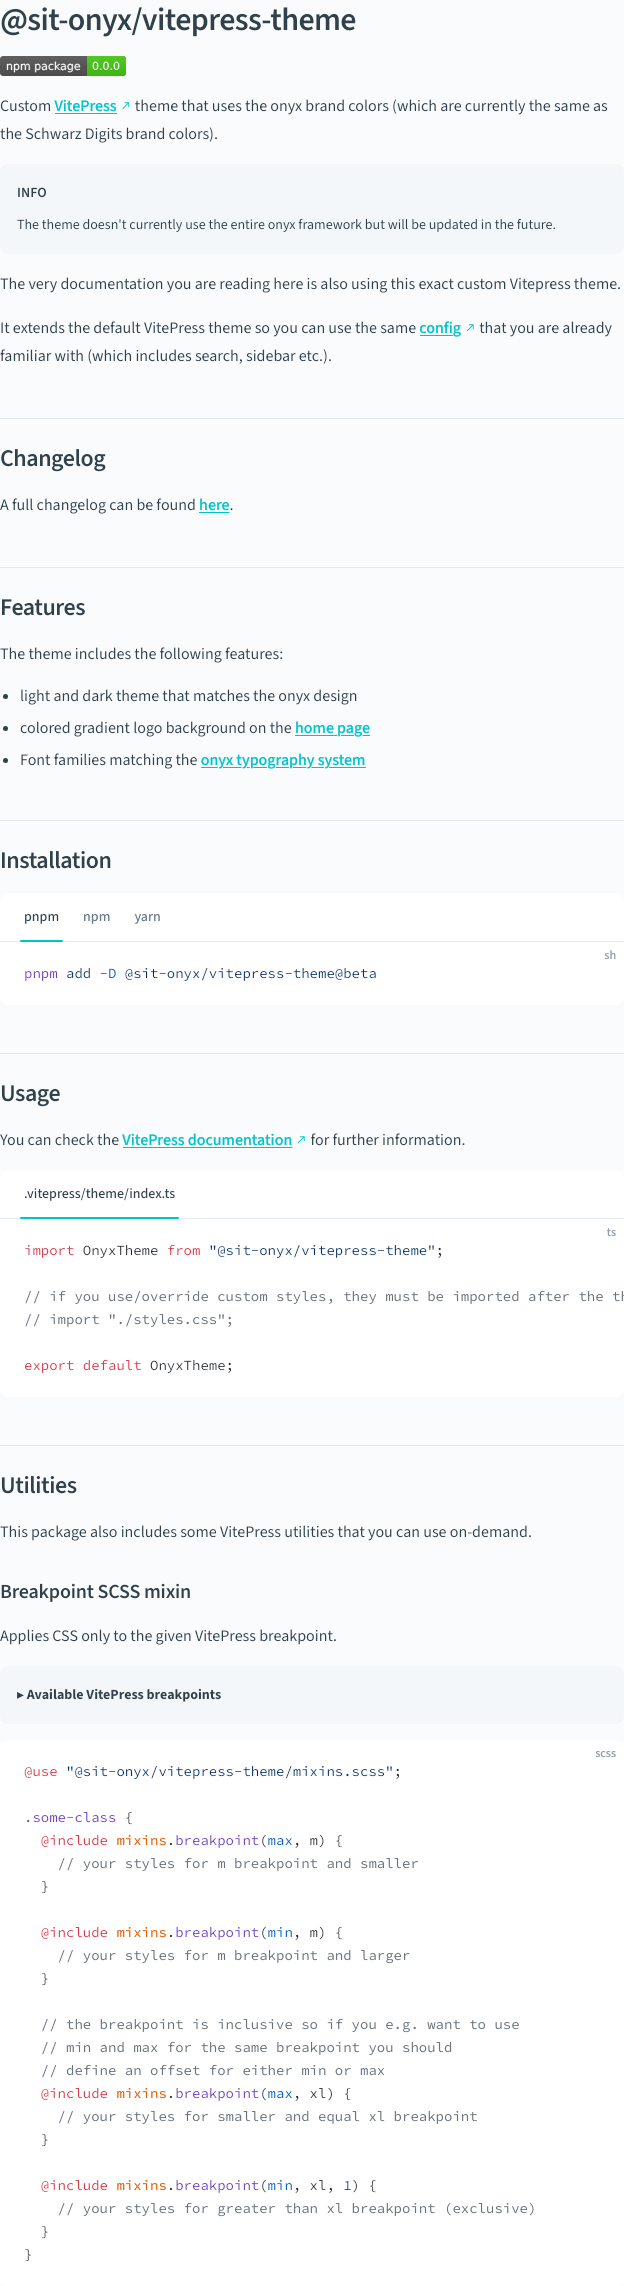 @sit-onyx/vitepress-theme
npm package 0.0.0
Custom VitePress ↗ theme that uses the onyx brand colors (which are currently the same as
the Schwarz Digits brand colors).
INFO
The theme doesn't currently use the entire onyx framework but will be updated in the future.
The very documentation you are reading here is also using this exact custom Vitepress theme.
It extends the default VitePress theme so you can use the same config ↗ that you are already
familiar with (which includes search, sidebar etc.).
Changelog
A full changelog can be found here.
Features
The theme includes the following features:
• light and dark theme that matches the onyx design
• colored gradient logo background on the home page
• Font families matching the onyx typography system
Installation
pnpm npm yarn
sh
pnpm add -D @sit-onyx/vitepress-theme@beta
Usage
You can check the VitePress documentation ↗ for further information.
.vitepress/theme/index.ts
ts
import OnyxTheme from "@sit-onyx/vitepress-theme";
// if you use/override custom styles, they must be imported after the
// import "./styles.css";
export default OnyxTheme;
Utilities
This package also includes some VitePress utilities that you can use on-demand.
Breakpoint SCSS mixin
Applies CSS only to the given VitePress breakpoint.
▸ Available VitePress breakpoints
scss
@use "@sit-onyx/vitepress-theme/mixins.scss";
.some-class {
  @include mixins.breakpoint(max, m) {
    // your styles for m breakpoint and smaller
  }
  @include mixins.breakpoint(min, m) {
    // your styles for m breakpoint and larger
  }
  // the breakpoint is inclusive so if you e.g. want to use
  // min and max for the same breakpoint you should
  // define an offset for either min or max
  @include mixins.breakpoint(max, xl) {
    // your styles for smaller and equal xl breakpoint
  }
  @include mixins.breakpoint(min, xl, 1) {
    // your styles for greater than xl breakpoint (exclusive)
  }
}